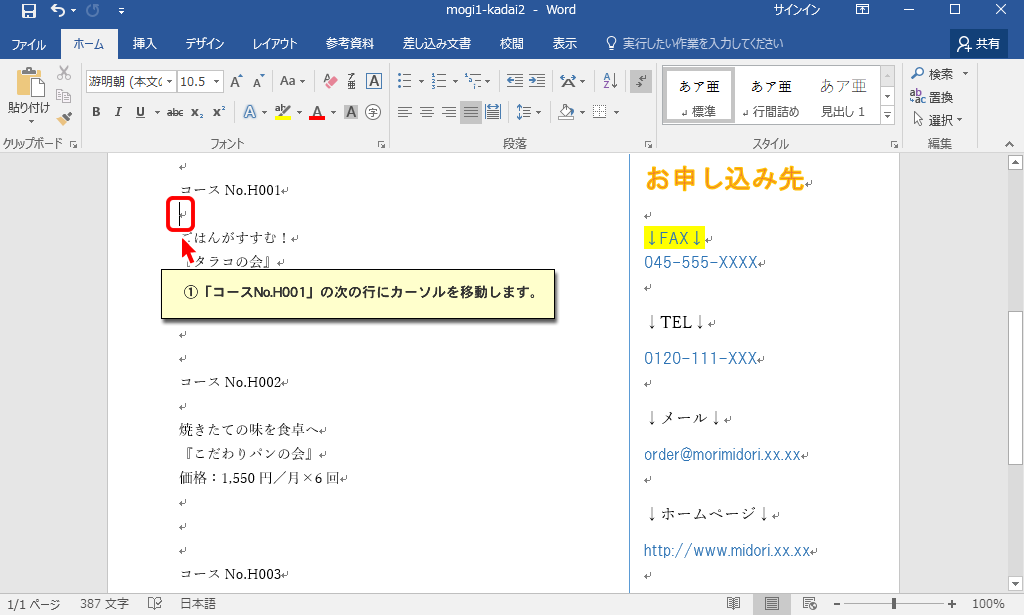 mogi1-kadai2 - Word
サインイン
ファイル
ホーム
挿入
デザイン
レイアウト
参考資料
差し込み文書
校閲
表示
実行したい作業を入力してください
共有
貼り付け
クリップボード
游明朝 (本文の
10.5
フォント
段落
あア亜
標準
あア亜
行間詰め
あア亜
見出し 1
スタイル
検索
置換
選択
編集
コース No.H001
ごはんがすすむ！
『タラコの会』
①「コースNo.H001」の次の行にカーソルを移動します。
コース No.H002
焼きたての味を食卓へ
『こだわりパンの会』
価格：1,550 円／月×6 回
コース No.H003
お申し込み先
↓FAX↓
045-555-XXXX
↓TEL↓
0120-111-XXX
↓メール↓
order@morimidori.xx.xx
↓ホームページ↓
http://www.midori.xx.xx
1/1 ページ
387 文字
日本語
100%